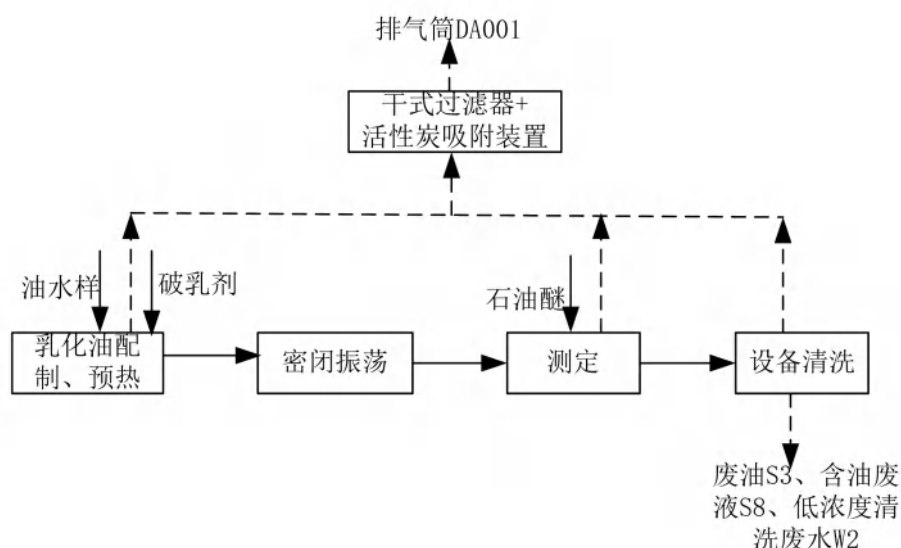 排气筒DA001
干式过滤器+
活性炭吸附装置
油水样
破乳剂
石油醚
乳化油配
制、预热
密闭振荡
测定
设备清洗
废油S3、含油废
液S8、低浓度清
洗废水W2